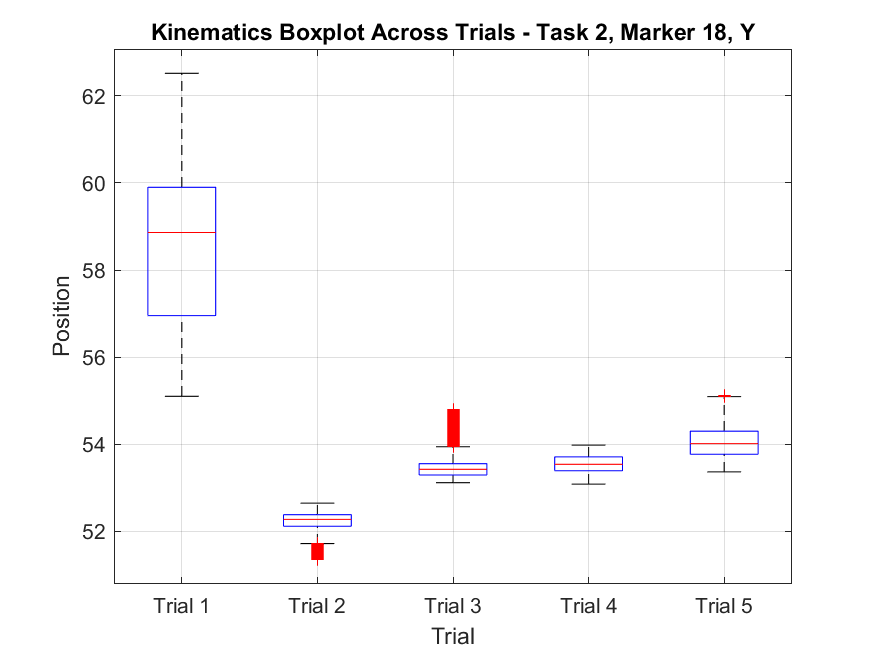 Kinematics Boxplot Across Trials - Task 2, Marker 18, Y
62
60
58
56
54
52
Position
Trial 1 Trial 2 Trial 3 Trial 4 Trial 5
Trial